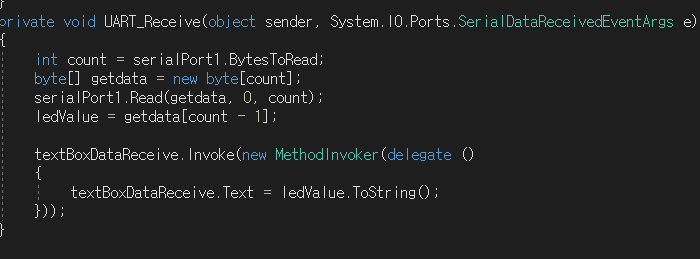 }
private void UART_Receive(object sender, System.IO.Ports.SerialDataReceivedEventArgs e)
{
int count = serialPort1.BytesToRead;
byte[] getdata = new byte[count];
serialPort1.Read(getdata, 0, count);
ledValue = getdata[count - 1];
textBoxDataReceive.Invoke(new MethodInvoker(delegate ()
{
textBoxDataReceive.Text = ledValue.ToString();
}));
}